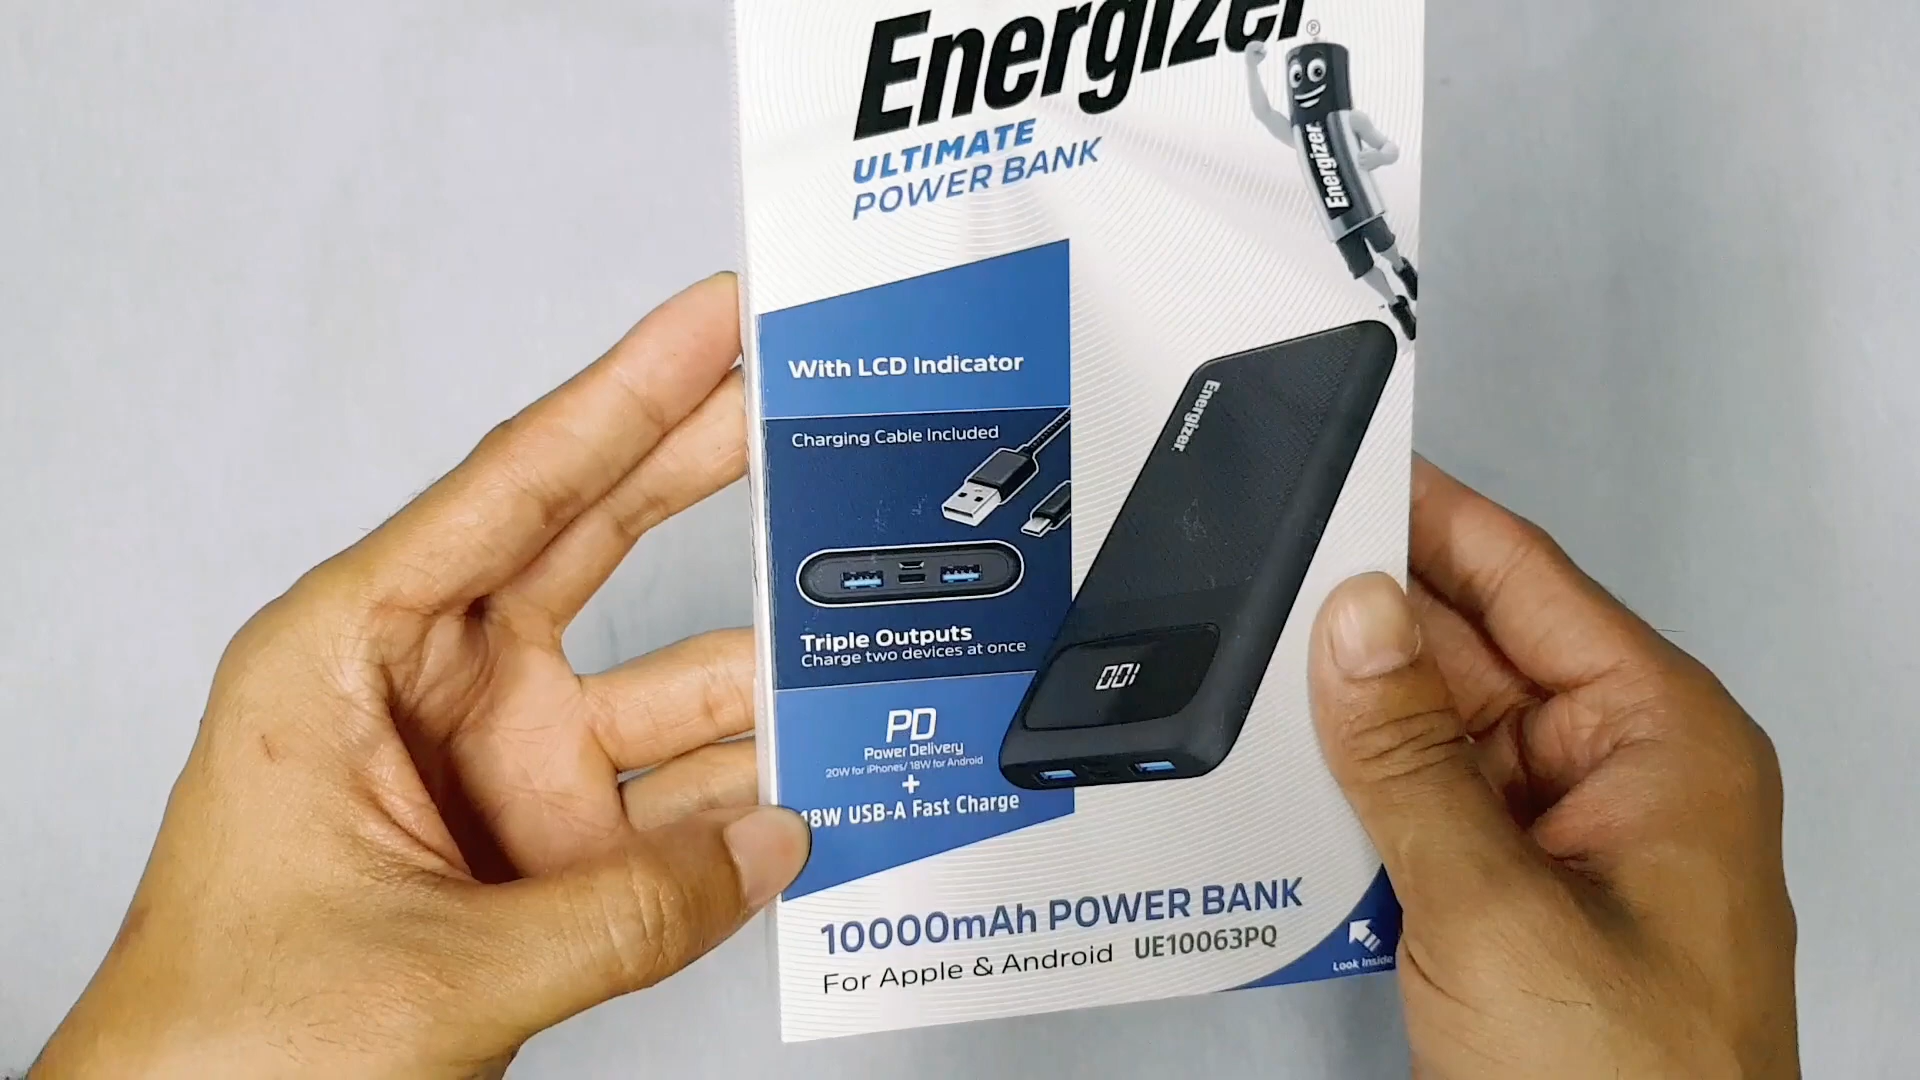 Energizer®
ULTIMATE
POWER BANK
Energizer
With LCD Indicator
Energizer
Charging Cable Included
Triple Outputs
Charge two devices at once
001
PD
Power Delivery
20W for iPhones/ 18W for Android
+
18W USB-A Fast Charge
10000mAh POWER BANK
For Apple & Android UE10063PQ
Look Inside